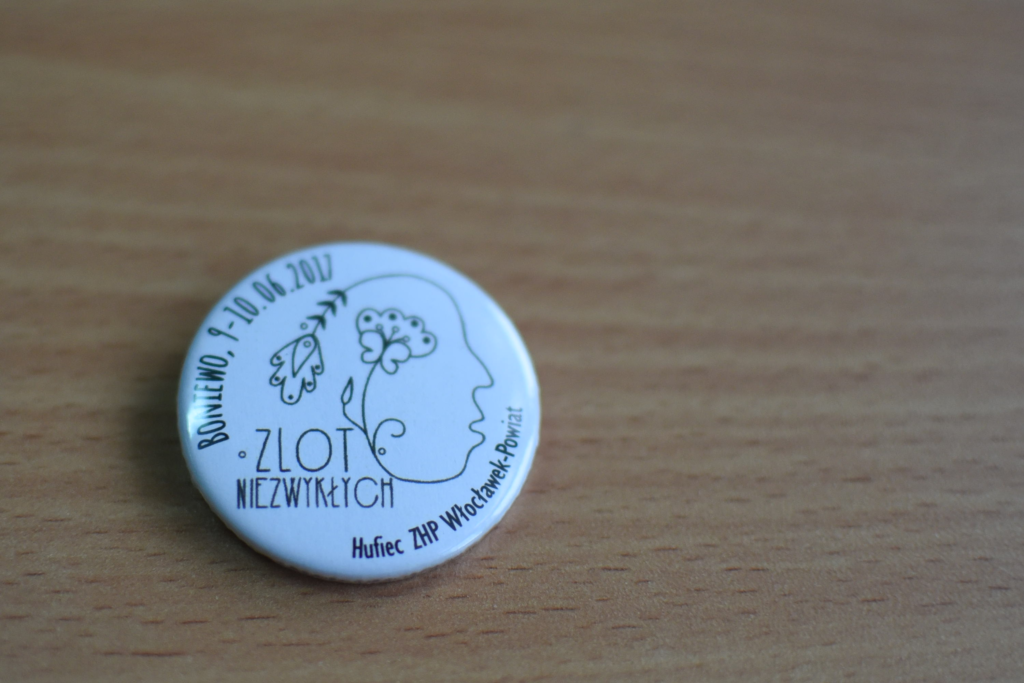 BONIEWO, 9-10.06.2017
ZLOT
NIEZWYKŁYCH
Hufiec ZHP Włocławek-Powiat